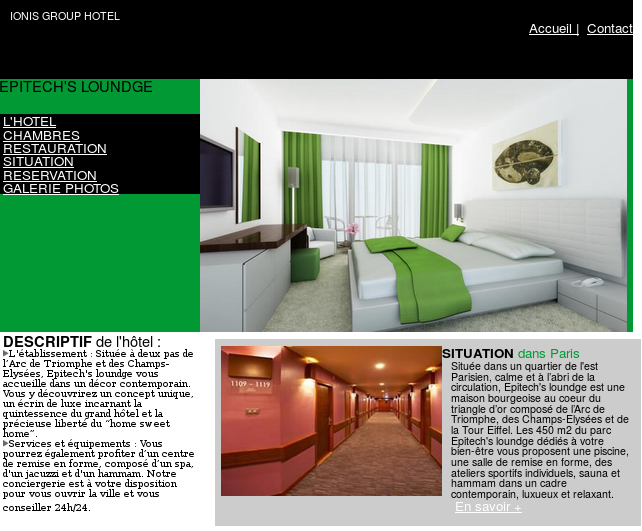 IONIS GROUP HOTEL
Accueil | Contact
EPITECH'S LOUNDGE
L'HOTEL
CHAMBRES
RESTAURATION
SITUATION
RESERVATION
GALERIE PHOTOS
DESCRIPTIF de l'hôtel :
L'établissement : Située à deux pas de
l'Arc de Triomphe et des Champs-
Elysées, Epitech's loundge vous
accueille dans un décor contemporain.
Vous y découvrirez un concept unique,
un écrin de luxe incarnant la
quintessence du grand hôtel et la
précieuse liberté du "home sweet
home".
Services et équipements : Vous
pourrez également profiter d'un centre
de remise en forme, composé d'un spa,
d'un jacuzzi et d'un hammam. Notre
conciergerie est à votre disposition
pour vous ouvrir la ville et vous
conseiller 24h/24.
1109 – 1119
SITUATION dans Paris
Située dans un quartier de l'est
Parisien, calme et à l'abri de la
circulation, Epitech's loundge est une
maison bourgeoise au coeur du
triangle d'or composé de l'Arc de
Triomphe, des Champs-Elysées et de
la Tour Eiffel. Les 450 m2 du parc
Epitech's loundge dédiés à votre
bien-être vous proposent une piscine,
une salle de remise en forme, des
ateliers sportifs individuels, sauna et
hammam dans un cadre
contemporain, luxueux et relaxant.
En savoir +